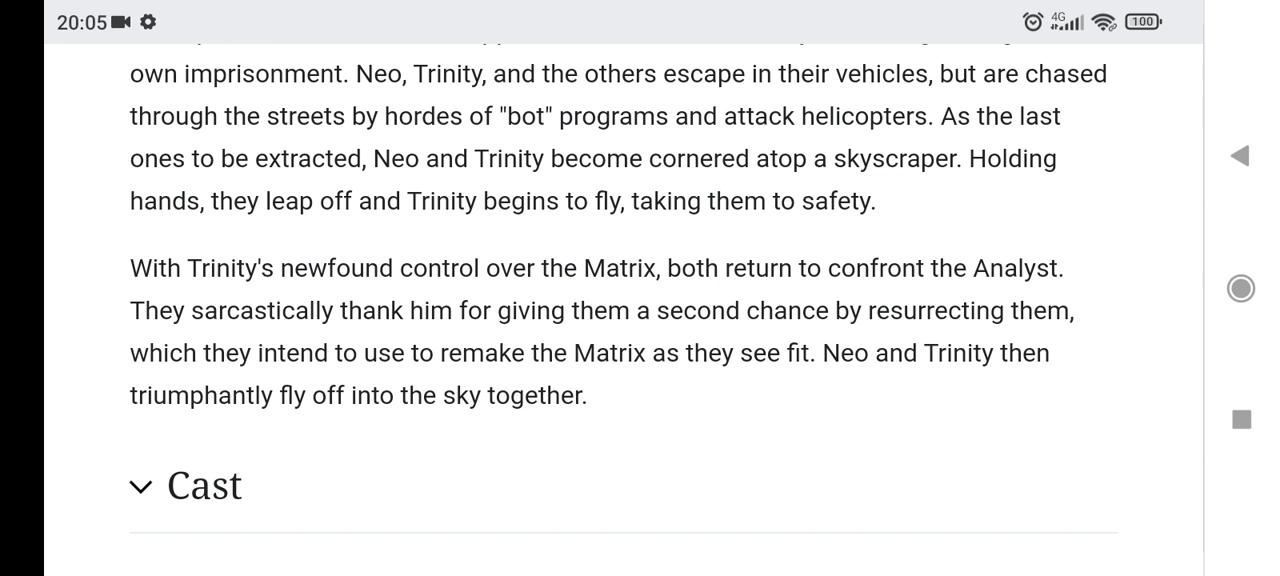 20:05
4G
100
own imprisonment. Neo, Trinity, and the others escape in their vehicles, but are chased
through the streets by hordes of "bot" programs and attack helicopters. As the last
ones to be extracted, Neo and Trinity become cornered atop a skyscraper. Holding
hands, they leap off and Trinity begins to fly, taking them to safety.
With Trinity's newfound control over the Matrix, both return to confront the Analyst.
They sarcastically thank him for giving them a second chance by resurrecting them,
which they intend to use to remake the Matrix as they see fit. Neo and Trinity then
triumphantly fly off into the sky together.
Cast